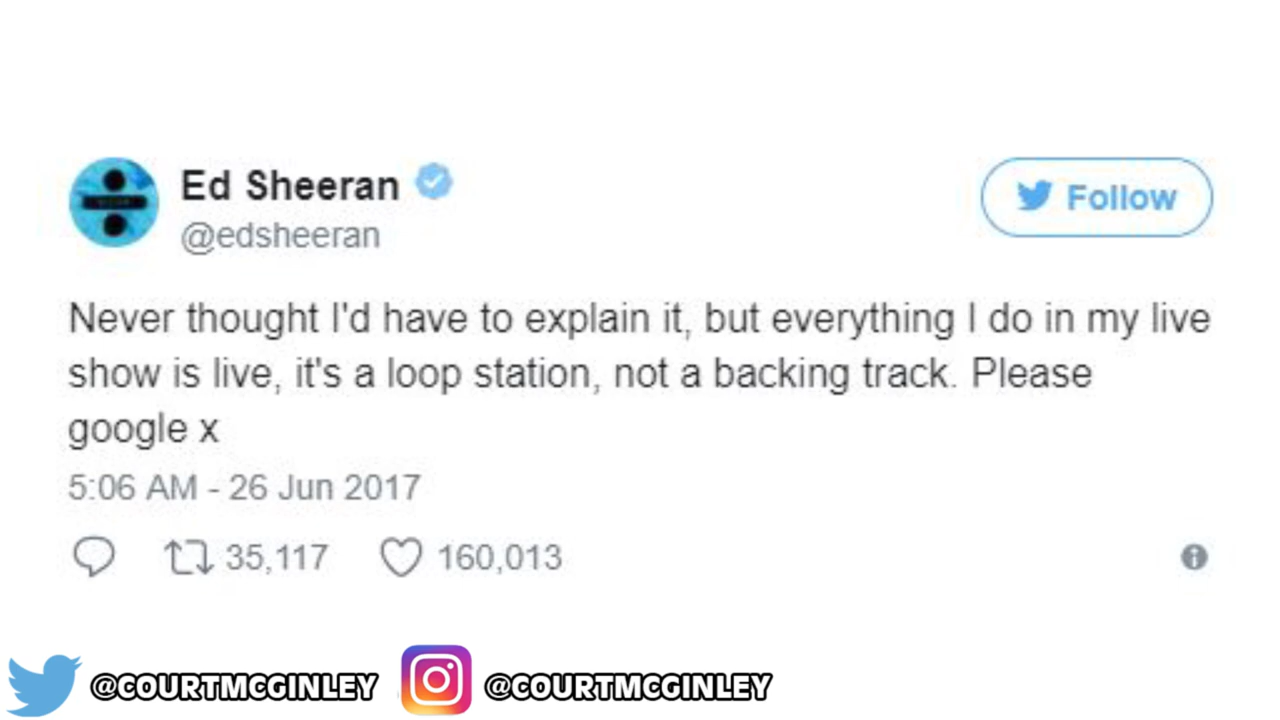 Ed Sheeran
@edsheeran
Follow
Never thought I'd have to explain it, but everything I do in my live
show is live, it's a loop station, not a backing track. Please
google x
5:06 AM - 26 Jun 2017
35,117 160,013
@COURTMCGINLEY @COURTMCGINLEY